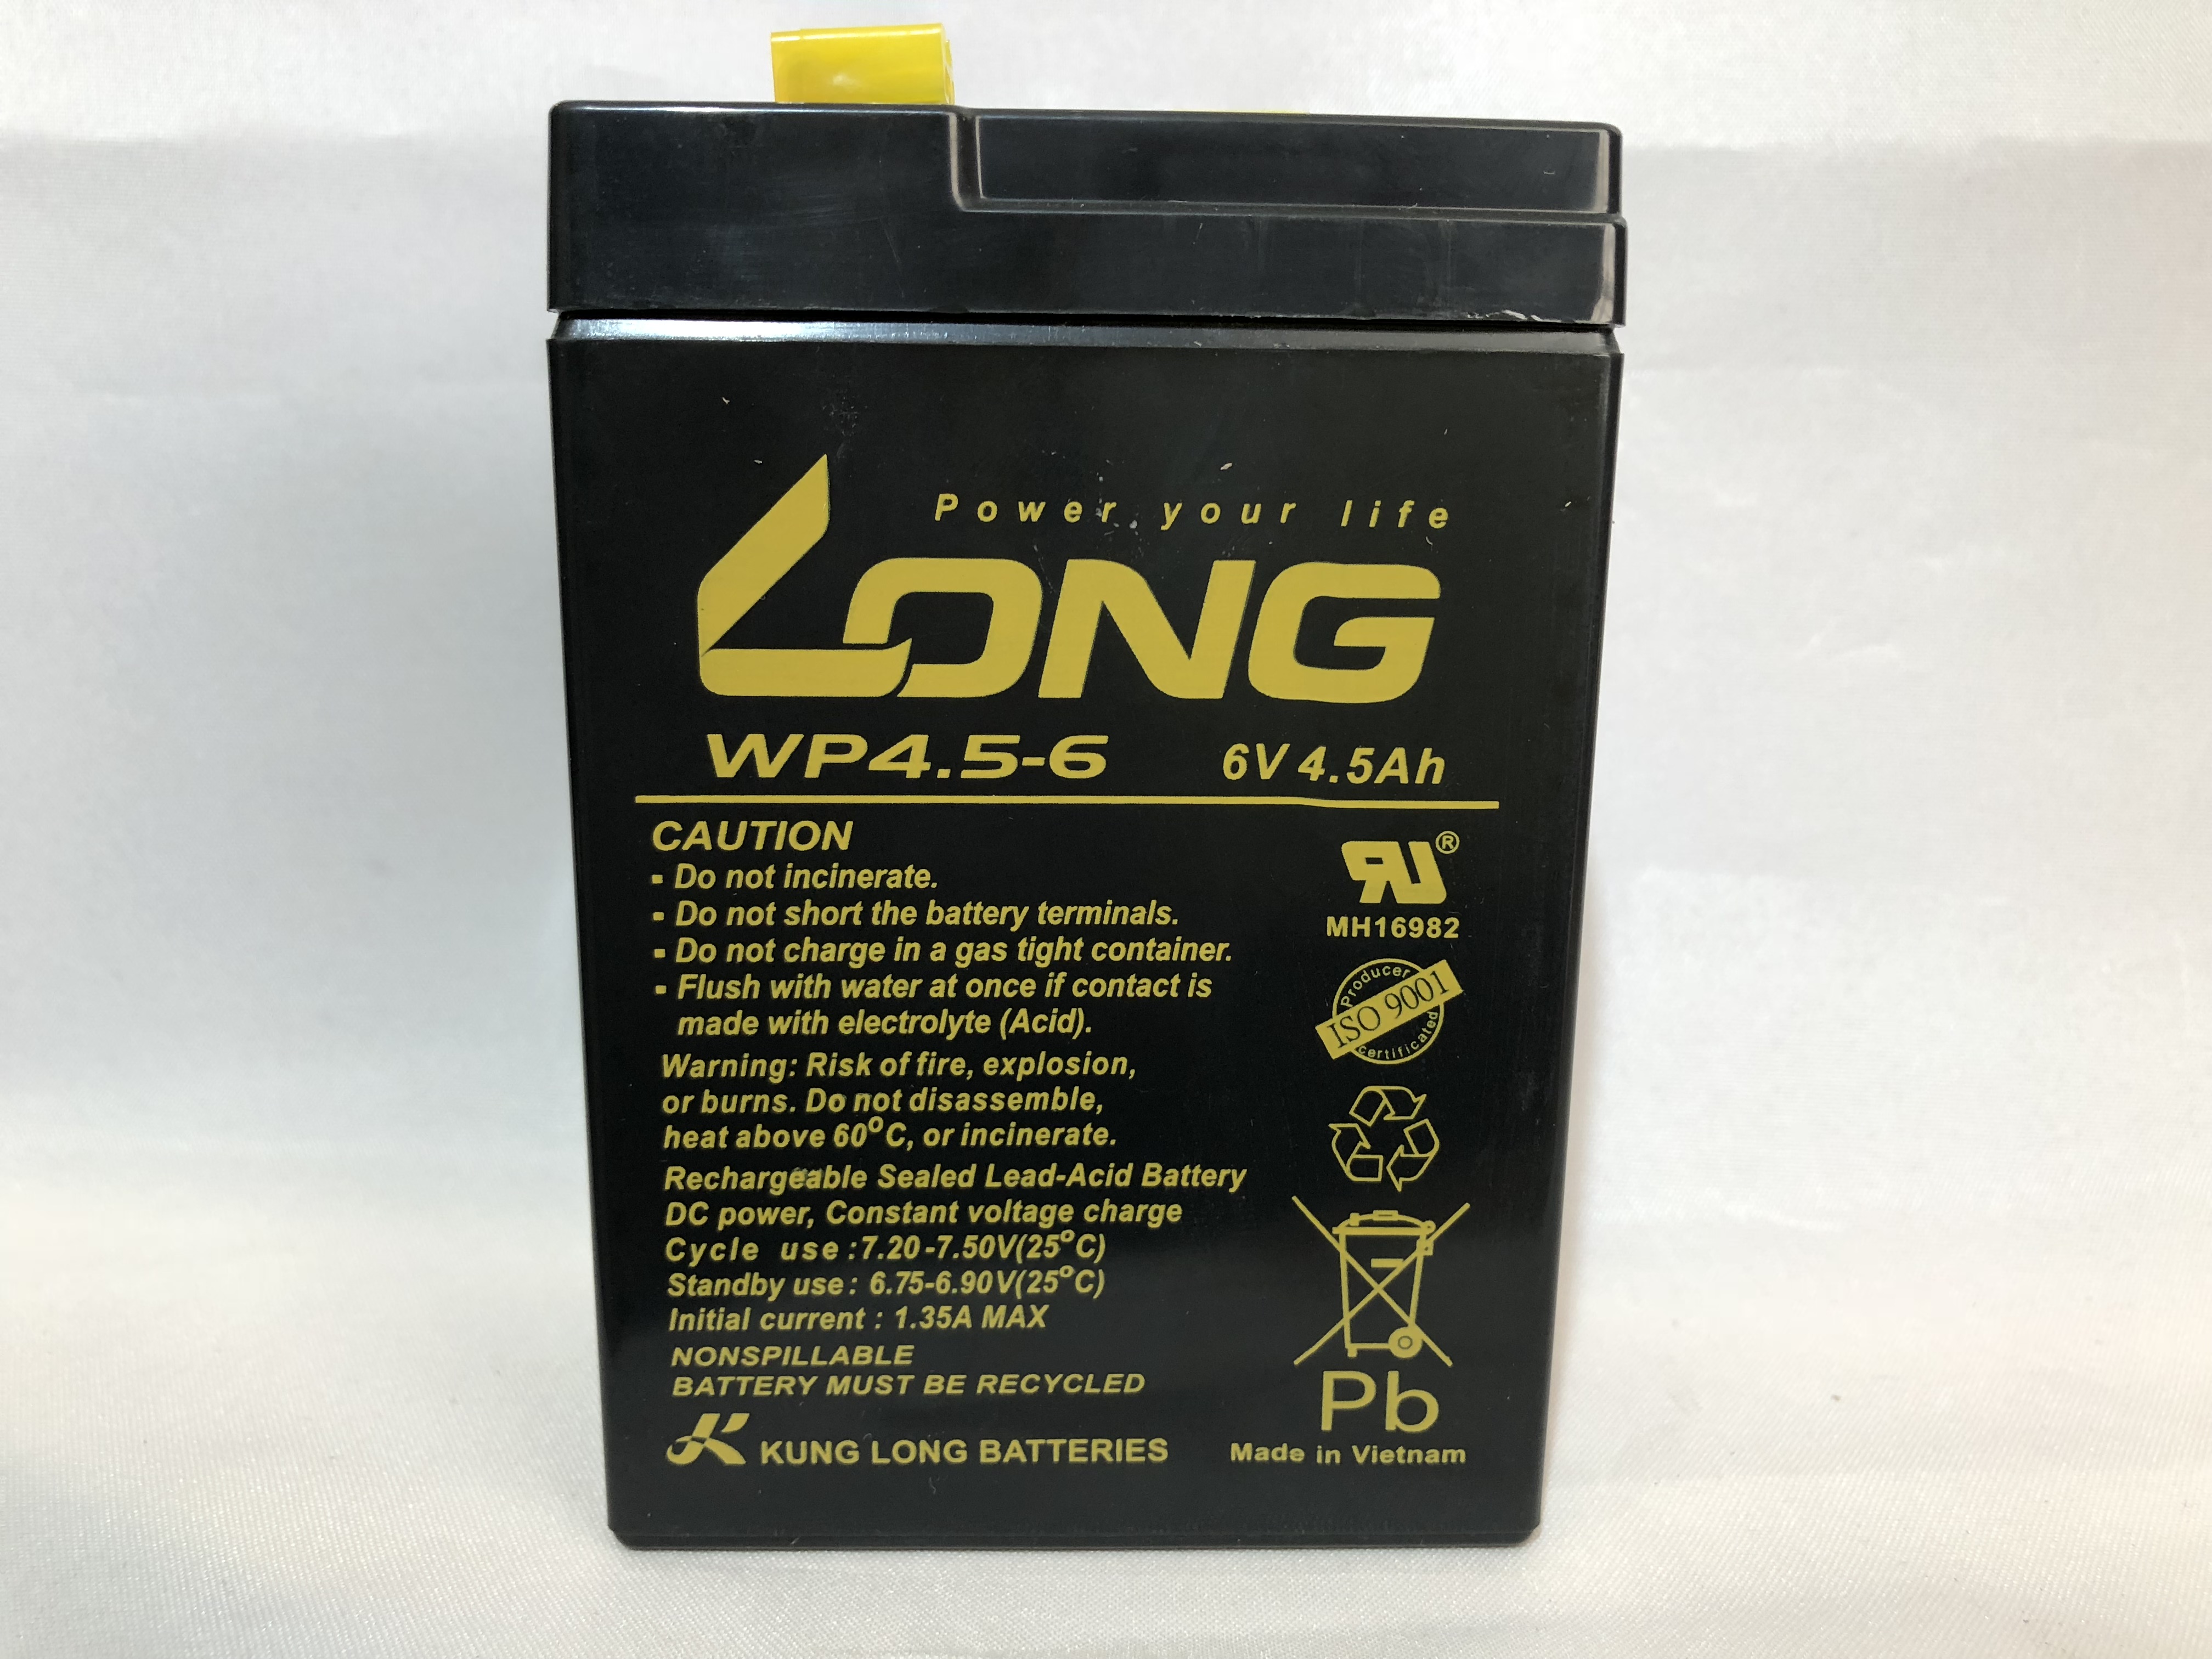 Power your life
LONG
WP4.5-6 6V 4.5Ah
CAUTION
- Do not incinerate.
- Do not short the battery terminals.
- Do not charge in a gas tight container.
- Flush with water at once if contact is
made with electrolyte (Acid).
Warning: Risk of fire, explosion,
or burns. Do not disassemble,
heat above 60°C, or incinerate.
Rechargeable Sealed Lead-Acid Battery
DC power, Constant voltage charge
Cycle use :7.20-7.50V(25°C)
Standby use : 6.75-6.90V(25°C)
Initial current : 1.35A MAX
NONSPILLABLE
BATTERY MUST BE RECYCLED
KUNG LONG BATTERIES
RU®
MH16982
Producer
ISO 9001
certificated
Pb
Made in Vietnam